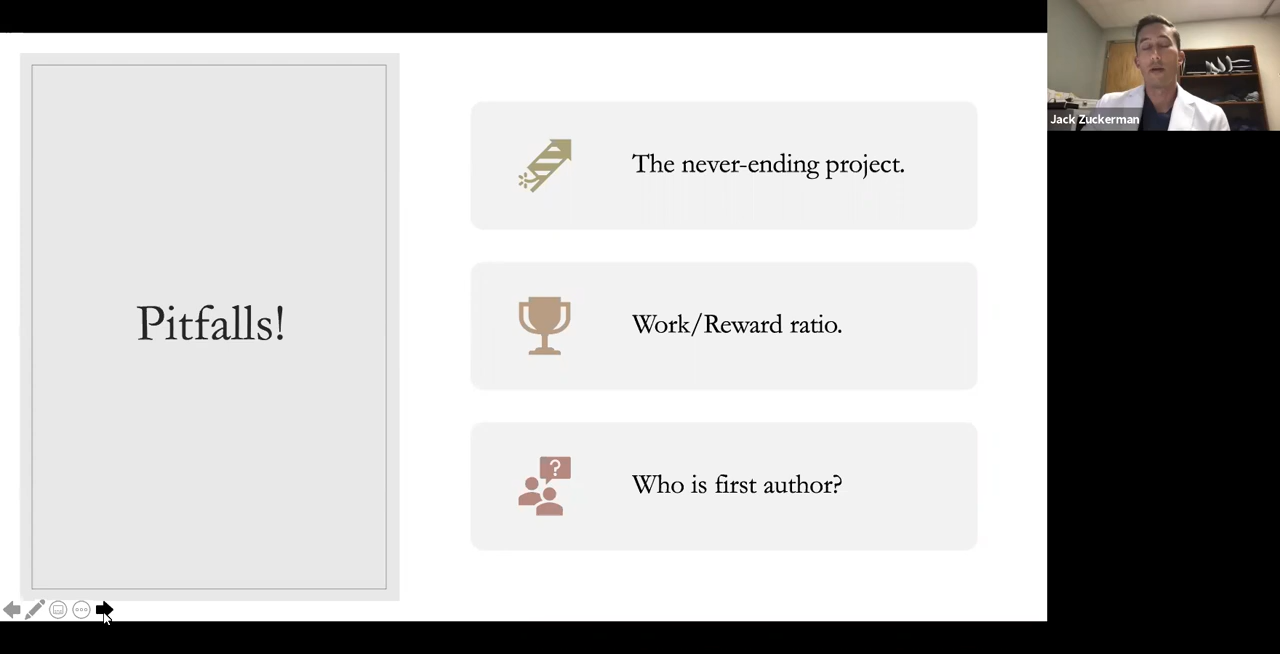 Pitfalls!
The never-ending project.
Work/Reward ratio.
?
Who is first author?
Jack Zuckerman